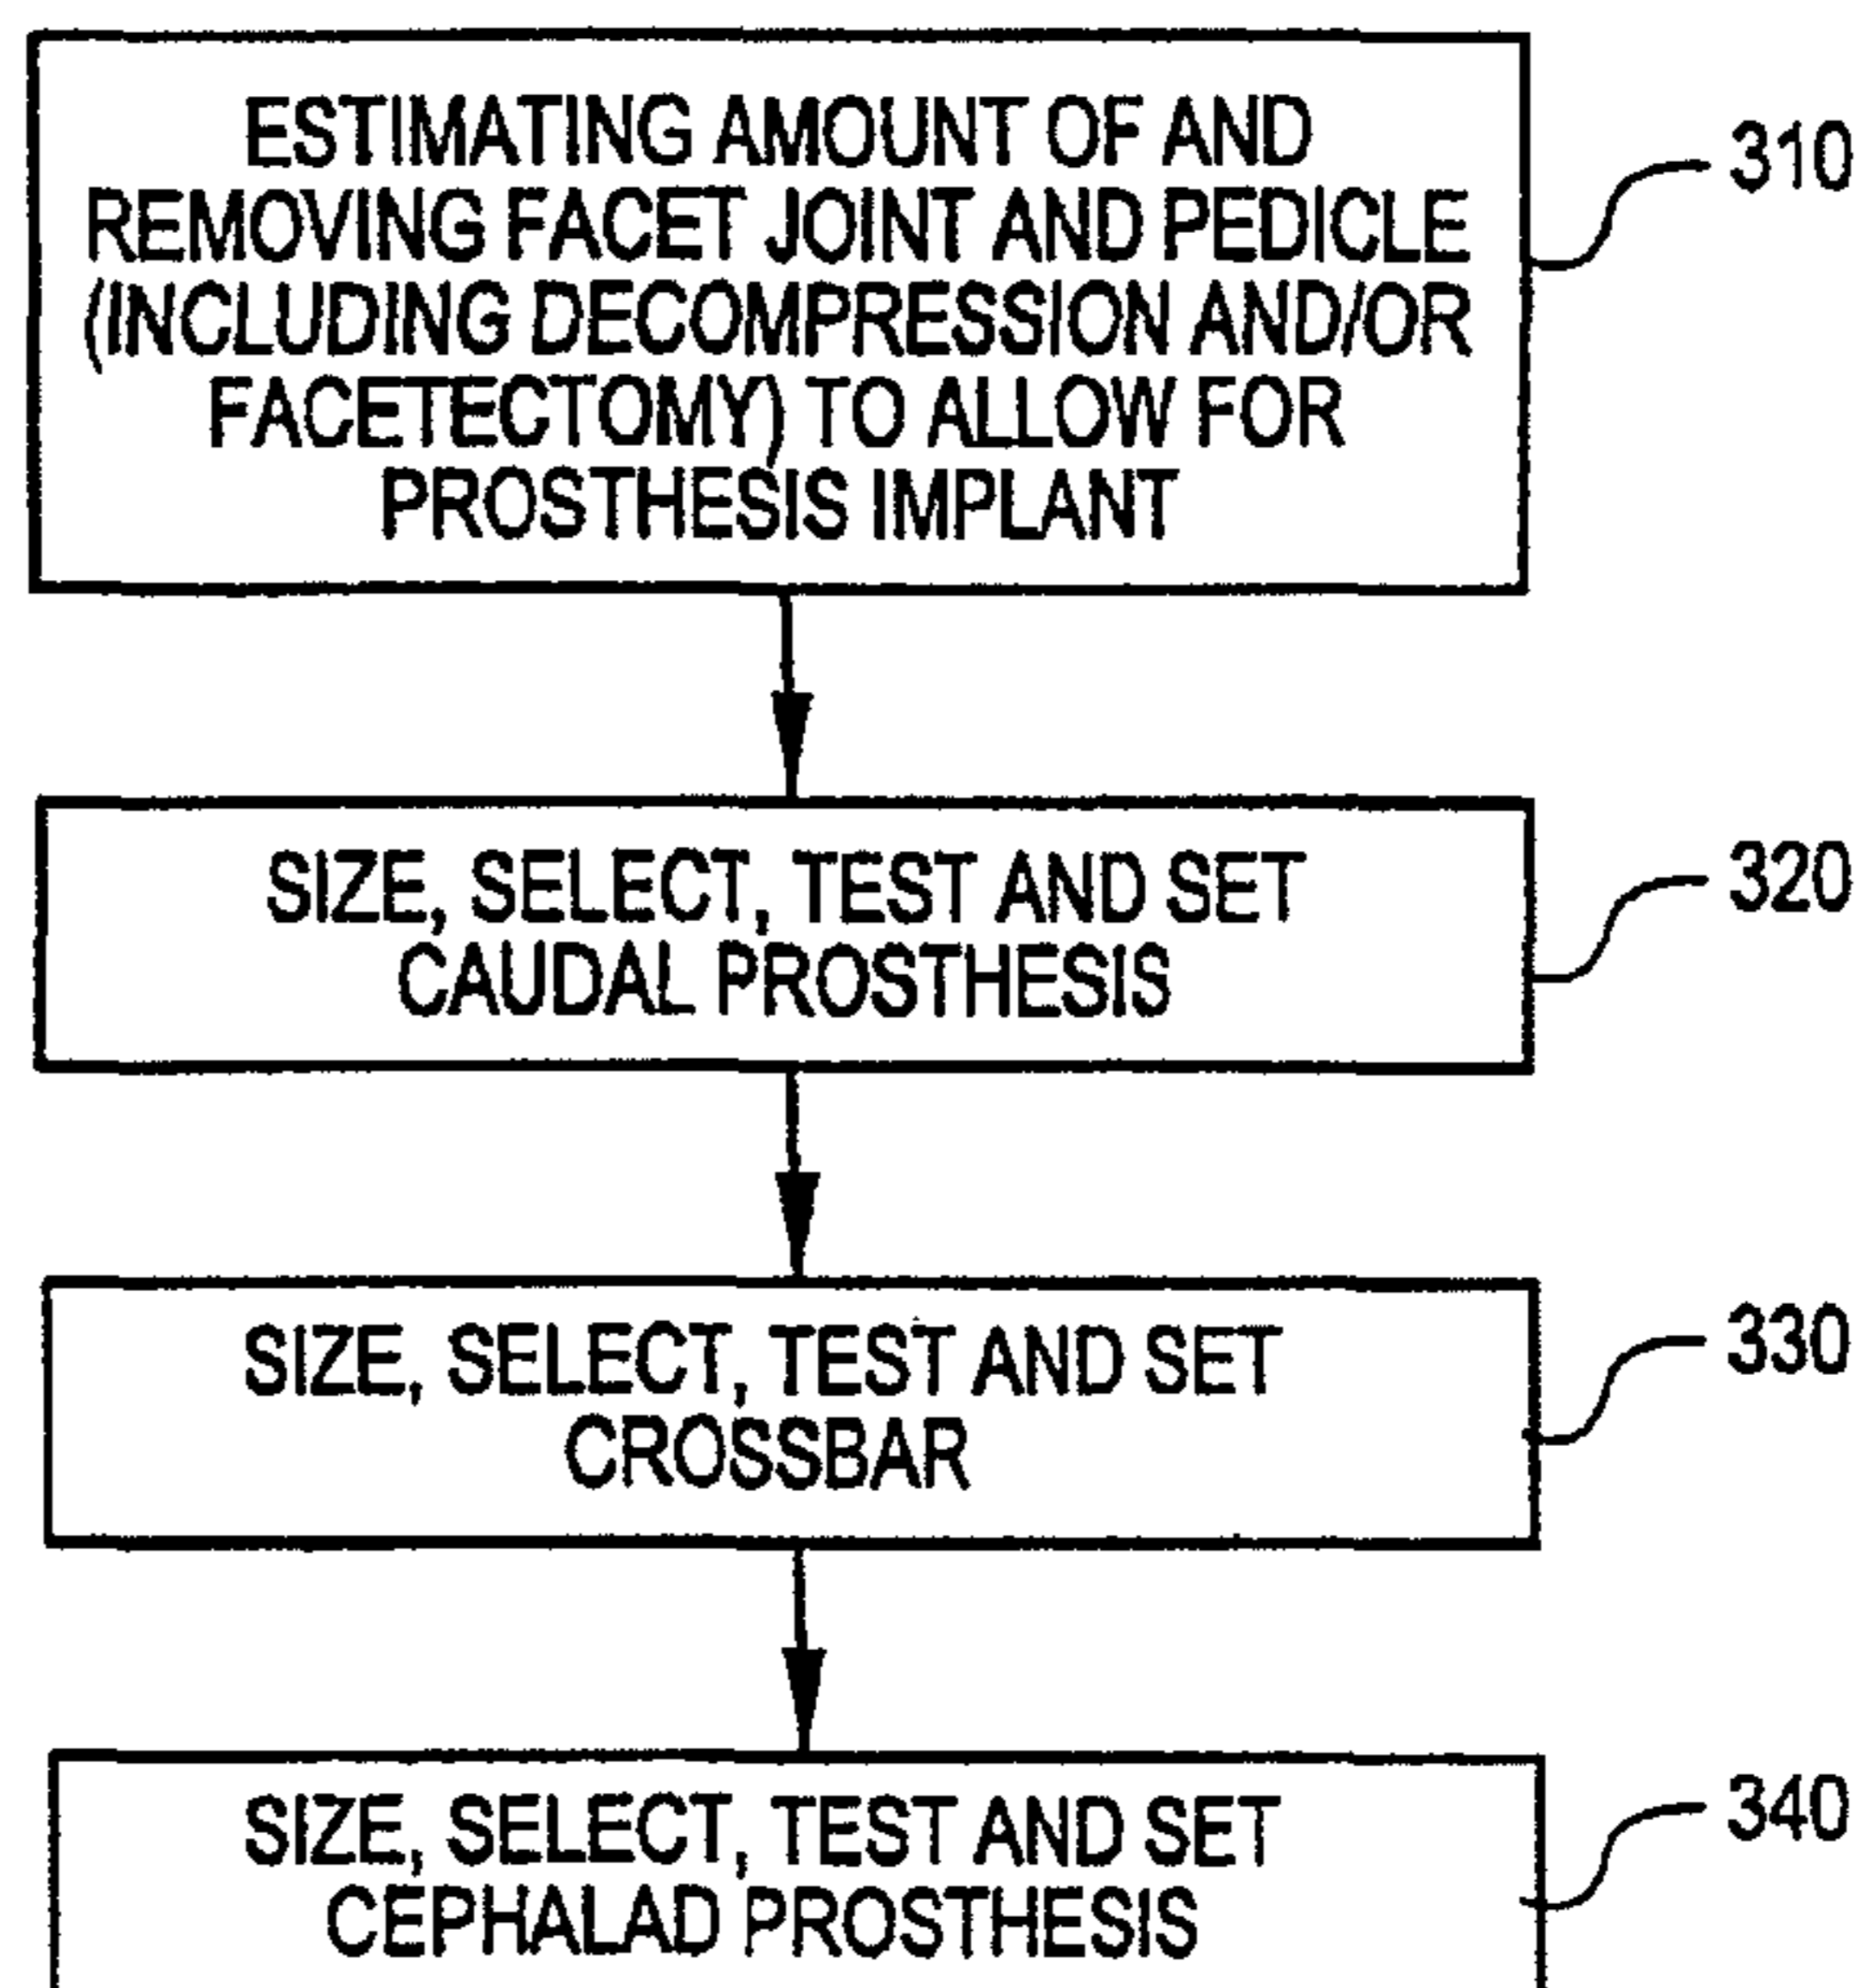 ESTIMATING AMOUNT OF AND
REMOVING FACET JOINT AND PEDICLE
(INCLUDING DECOMPRESSION AND/OR
FACETECTOMY) TO ALLOW FOR
PROSTHESIS IMPLANT
310
SIZE, SELECT, TEST AND SET
CAUDAL PROSTHESIS
320
SIZE, SELECT, TEST AND SET
CROSSBAR
330
SIZE, SELECT, TEST AND SET
CEPHALAD PROSTHESIS
340